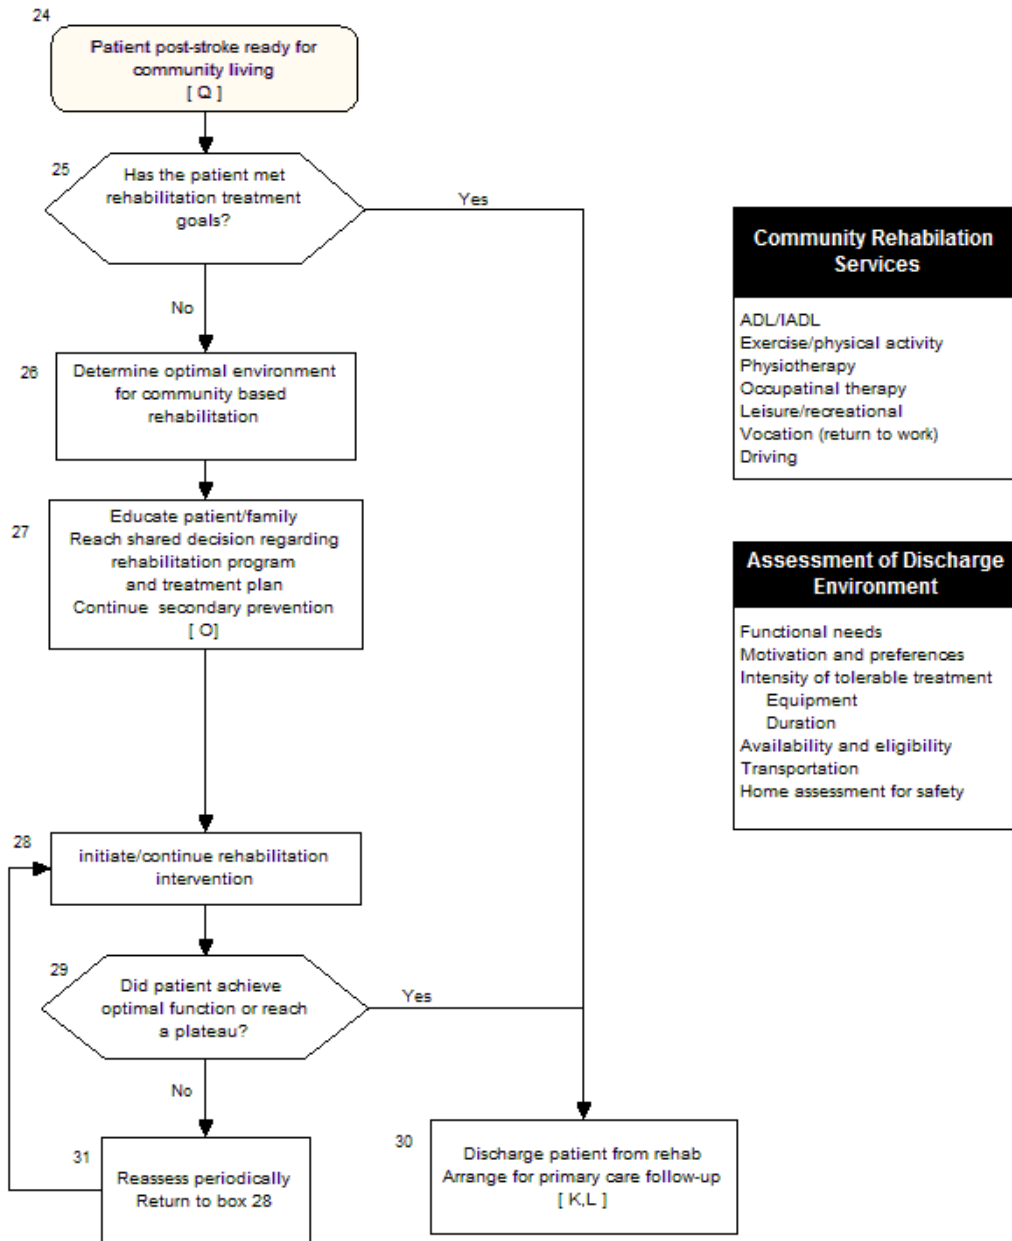 24
Patient post-stroke ready for
community living
[ Q ]
25
Has the patient met
rehabilitation treatment
goals?
Yes
No
26
Determine optimal environment
for community based
rehabilitation
27
Educate patient/family
Reach shared decision regarding
rehabilitation program
and treatment plan
Continue secondary prevention
[ O]
28
initiate/continue rehabilitation
intervention
29
Did patient achieve
optimal function or reach
a plateau?
Yes
No
31
Reassess periodically
Return to box 28
30
Discharge patient from rehab
Arrange for primary care follow-up
[ K,L ]
Community Rehabilation
Services
ADL/IADL
Exercise/physical activity
Physiotherapy
Occupatinal therapy
Leisure/recreational
Vocation (return to work)
Driving
Assessment of Discharge
Environment
Functional needs
Motivation and preferences
Intensity of tolerable treatment
Equipment
Duration
Availability and eligibility
Transportation
Home assessment for safety